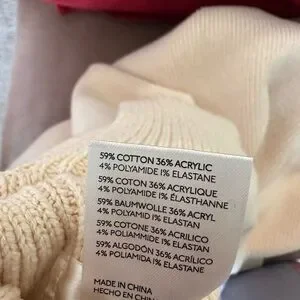 59% COTTON 36% ACRYLIC
4% POLYAMIDE 1% ELASTANE
59% COTON 36% ACRYLIQUE
4% POLYAMIDE 1% ÉLASTHANNE
59% BAUMWOLLE 36% ACRYL
4% POLIAMMID 1% ELASTAN
59% COTONE 36% ACRILICO
4% POLIAMMIDE 1% ELASTAN
59% ALGODÓN 36% ACRÍLICO
4% POLIAMIDA 1% ELASTANO
MADE IN CHINA
HECHO EN CHINA